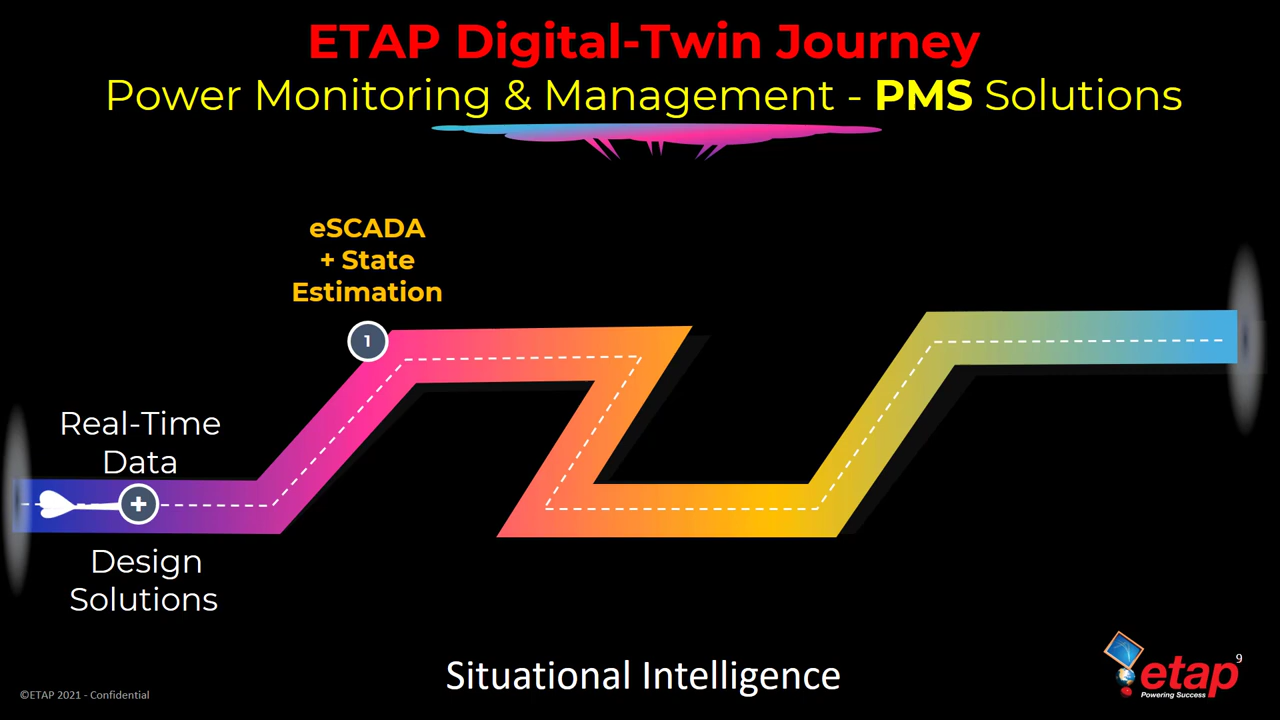 ETAP Digital-Twin Journey
Power Monitoring & Management - PMS Solutions
eSCADA
+ State
Estimation
1
Real-Time
Data
+
Design
Solutions
Situational Intelligence
©ETAP 2021 - Confidential
9
etap
Powering Success